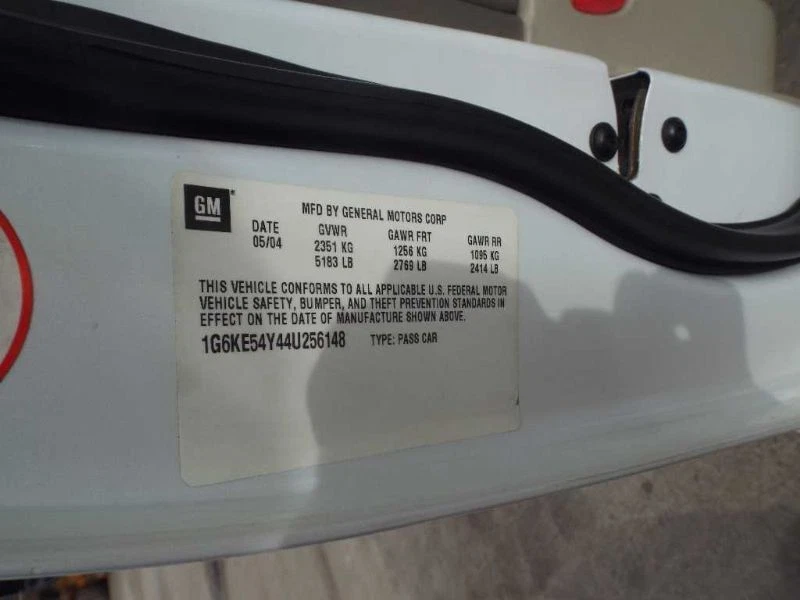 GM
MFD BY GENERAL MOTORS CORP
DATE GVWR GAWR FRT GAWR RR
05/04 2351 KG 1256 KG 1095 KG
5183 LB 2769 LB 2414 LB
THIS VEHICLE CONFORMS TO ALL APPLICABLE U.S. FEDERAL MOTOR
VEHICLE SAFETY, BUMPER, AND THEFT PREVENTION STANDARDS IN
EFFECT ON THE DATE OF MANUFACTURE SHOWN ABOVE.
1G6KE54Y44U256148 TYPE: PASS CAR